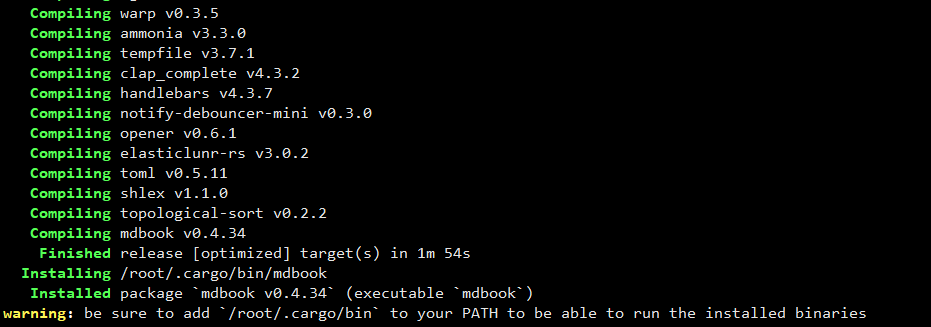 Compiling warp v0.3.5
Compiling ammonia v3.3.0
Compiling tempfile v3.7.1
Compiling clap_complete v4.3.2
Compiling handlebars v4.3.7
Compiling notify-debouncer-mini v0.3.0
Compiling opener v0.6.1
Compiling elasticlunr-rs v3.0.2
Compiling toml v0.5.11
Compiling shlex v1.1.0
Compiling topological-sort v0.2.2
Compiling mdbook v0.4.34
Finished release [optimized] target(s) in 1m 54s
Installing /root/.cargo/bin/mdbook
Installed package `mdbook v0.4.34` (executable `mdbook`)
warning: be sure to add `/root/.cargo/bin` to your PATH to be able to run the installed binaries